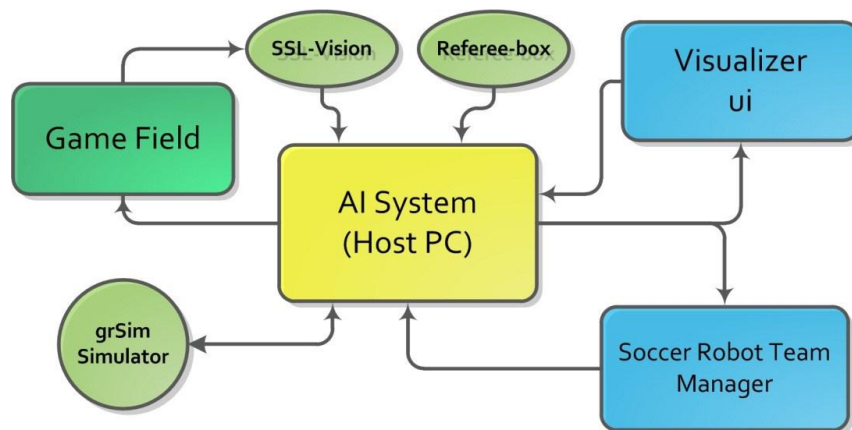 SSL-Vision
Referee-box
Visualizer
ui
Game Field
AI System
(Host PC)
grSim
Simulator
Soccer Robot Team
Manager